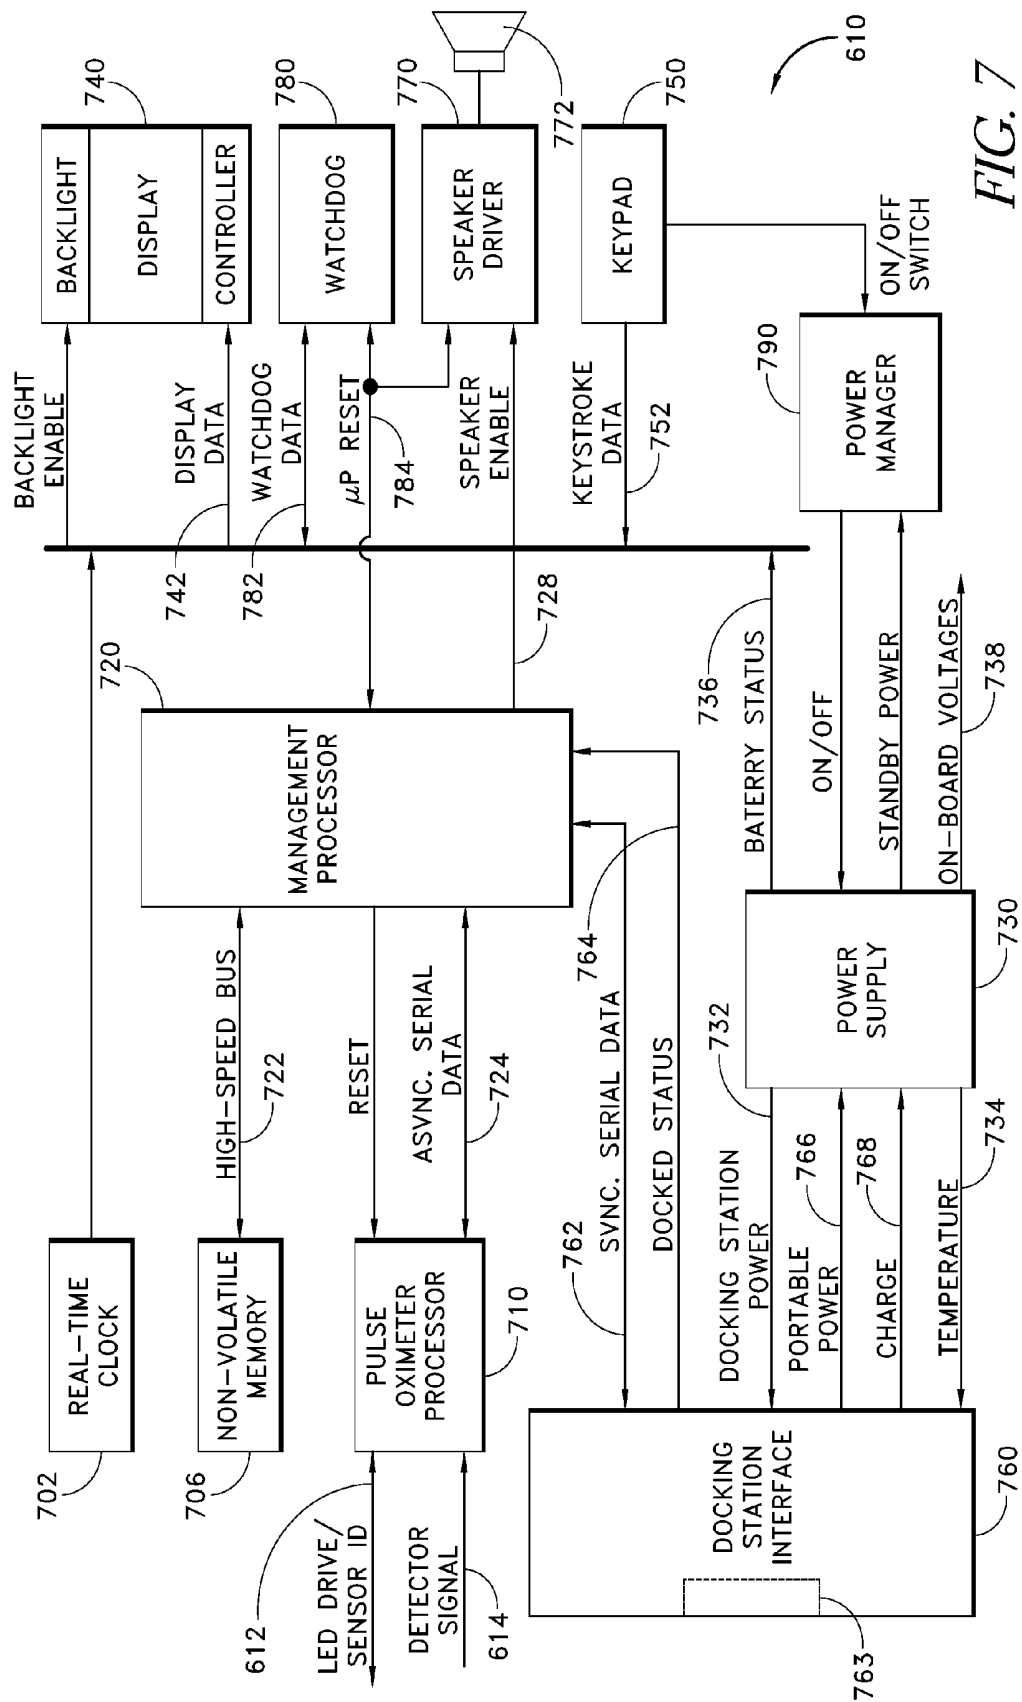 740
BACKLIGHT
DISPLAY
CONTROLLER
780
WATCHDOG
770
SPEAKER
DRIVER
772
750
KEYPAD
610
FIG. 7
BACKLIGHT
ENABLE
DISPLAY
DATA
742
WATCHDOG
DATA
782
μP RESET
784
SPEAKER
ENABLE
728
KEYSTROKE
DATA
752
ON/OFF
SWITCH
790
POWER
MANAGER
720
MANAGEMENT
PROCESSOR
736
BATERRY STATUS
ON/OFF
STANDBY POWER
ON-BOARD VOLTAGES
738
HIGH-SPEED BUS
722
RESET
ASVNC. SERIAL
DATA
724
764
SVNC. SERIAL DATA
762
DOCKED STATUS
732
POWER
SUPPLY
730
DOCKING STATION
POWER
PORTABLE
POWER
766
CHARGE
768
TEMPERATURE
734
702
REAL-TIME
CLOCK
706
NON-VOLATILE
MEMORY
PULSE
OXIMETER
PROCESSOR
710
612
LED DRIVE/
SENSOR ID
DETECTOR
SIGNAL
614
DOCKING
STATION
INTERFACE
760
763